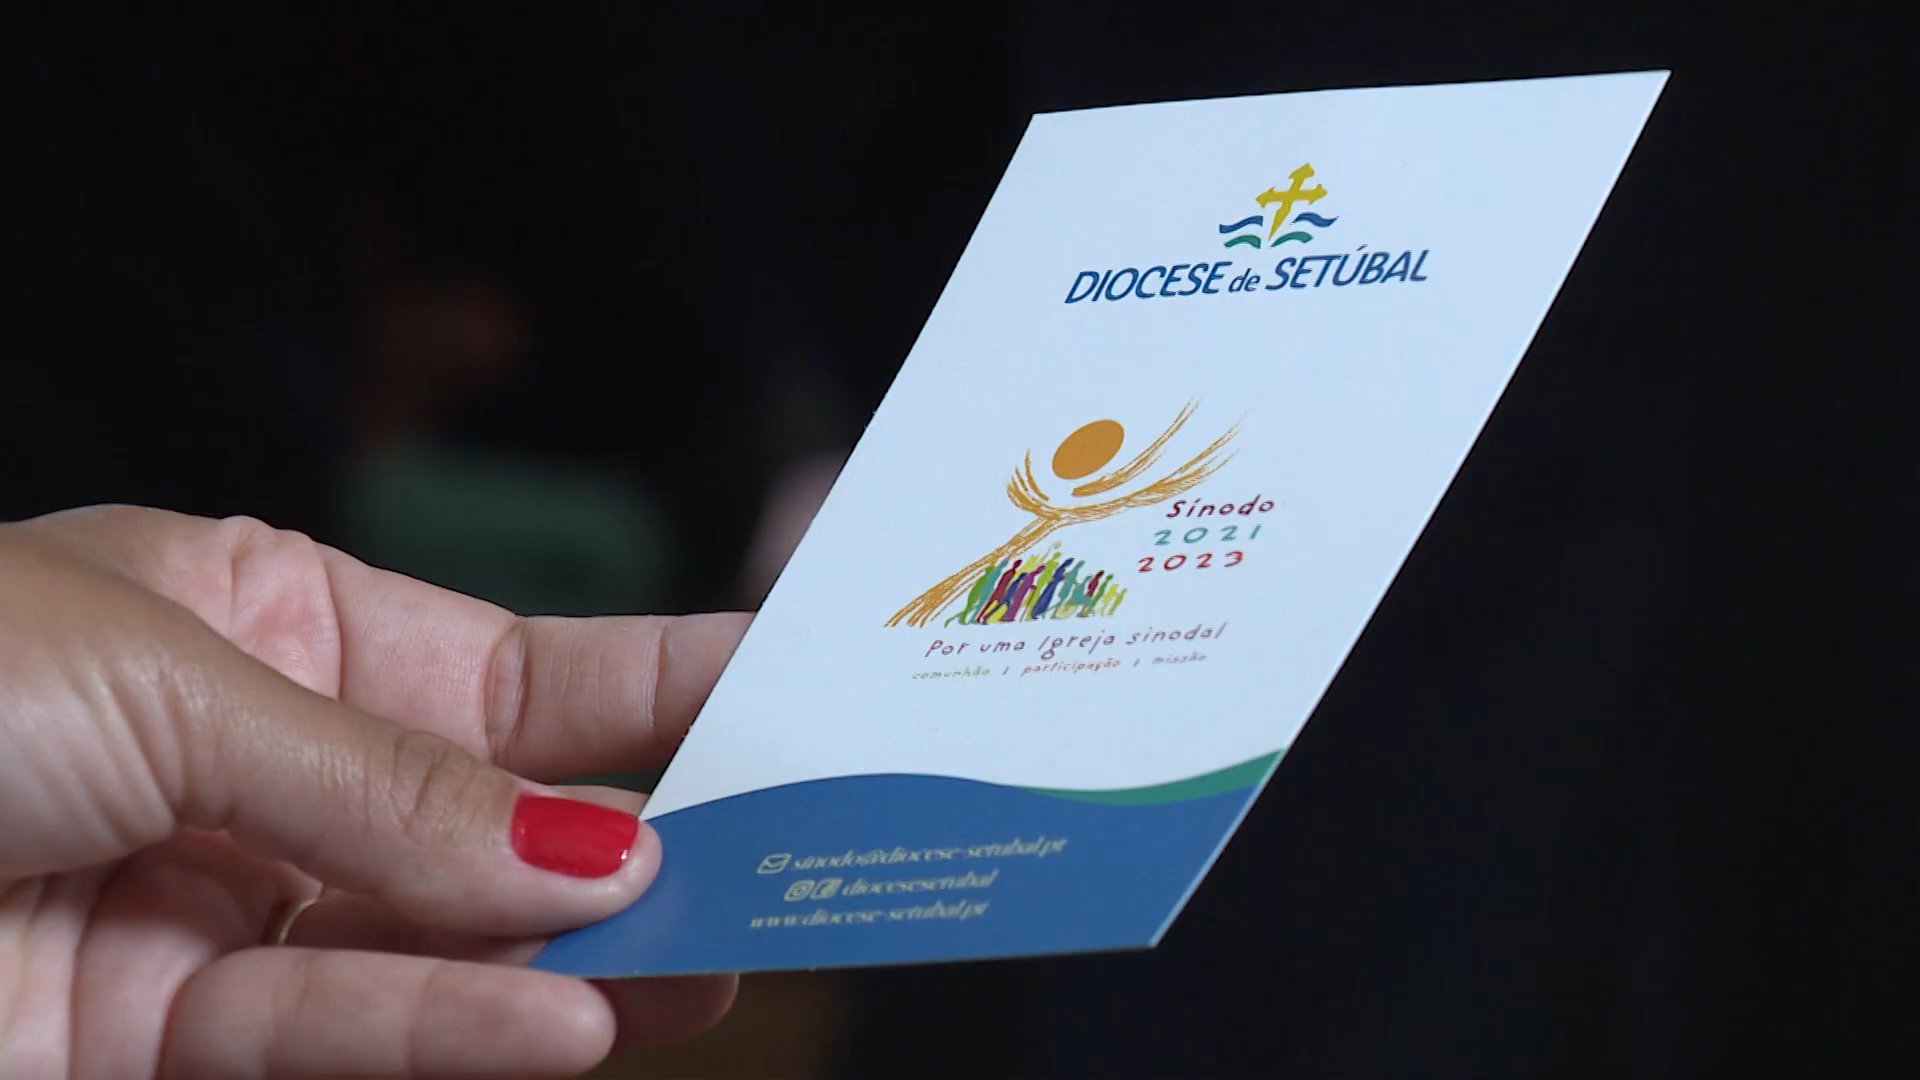 DIOCESE de SETÚBAL
Sínodo
2021
2023
Por uma Igreja sinodal
comunhão / participação / missão
sinodo@diocese-setubal.pt
diocesesetubal
www.diocese-setubal.pt